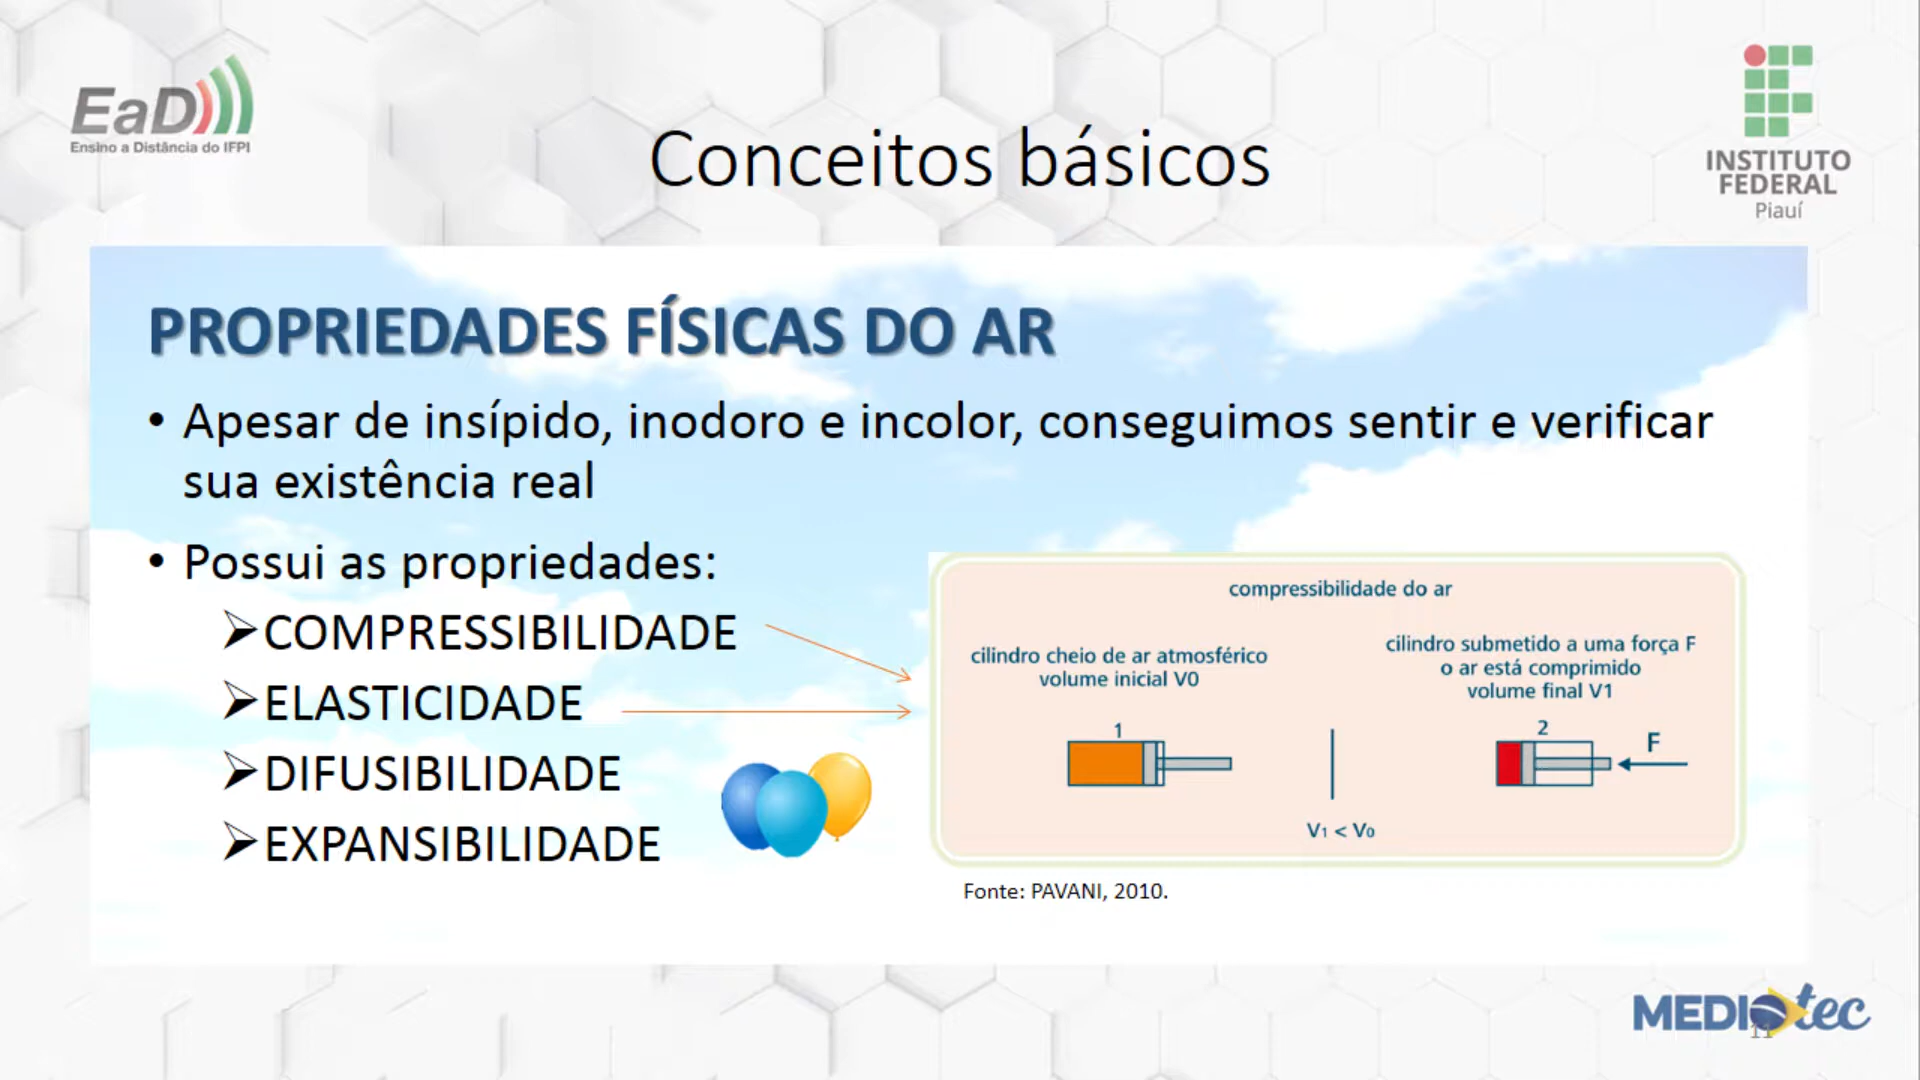 EaD
Ensino a Distância do IFPI
Conceitos básicos
INSTITUTO
FEDERAL
Piauí
PROPRIEDADES FÍSICAS DO AR
• Apesar de insípido, inodoro e incolor, conseguimos sentir e verificar
sua existência real
• Possui as propriedades:
➢COMPRESSIBILIDADE
➢ELASTICIDADE
➢DIFUSIBILIDADE
➢EXPANSIBILIDADE
compressibilidade do ar
cilindro cheio de ar atmosférico
volume inicial V0
1
cilindro submetido a uma força F
o ar está comprimido
volume final V1
2
F
V1 < V0
Fonte: PAVANI, 2010.
MEDIOtec
11